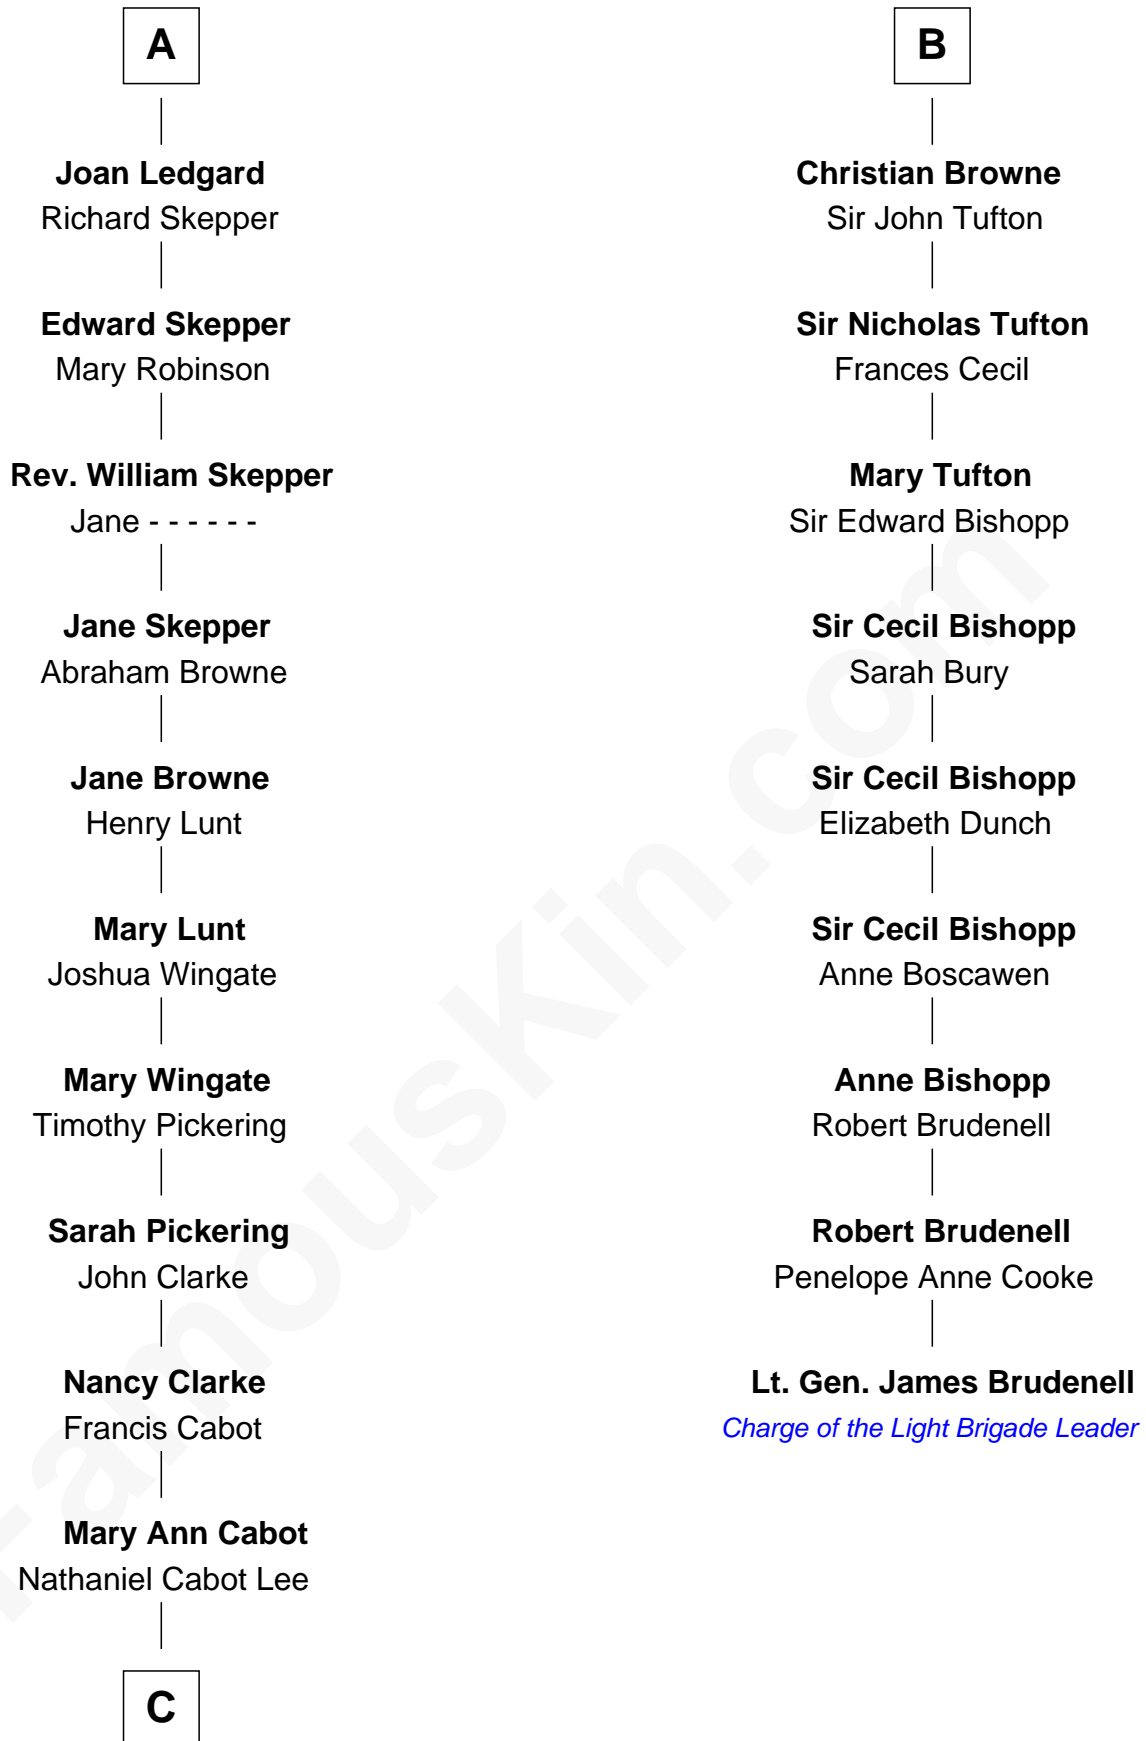 A
Joan Ledgard
Richard Skepper
Edward Skepper
Mary Robinson
Rev. William Skepper
Jane - - - - - -
Jane Skepper
Abraham Browne
Jane Browne
Henry Lunt
Mary Lunt
Joshua Wingate
Mary Wingate
Timothy Pickering
Sarah Pickering
John Clarke
Nancy Clarke
Francis Cabot
Mary Ann Cabot
Nathaniel Cabot Lee
C
B
Christian Browne
Sir John Tufton
Sir Nicholas Tufton
Frances Cecil
Mary Tufton
Sir Edward Bishopp
Sir Cecil Bishopp
Sarah Bury
Sir Cecil Bishopp
Elizabeth Dunch
Sir Cecil Bishopp
Anne Boscawen
Anne Bishopp
Robert Brudenell
Robert Brudenell
Penelope Anne Cooke
Lt. Gen. James Brudenell
Charge of the Light Brigade Leader
FamousKin.com